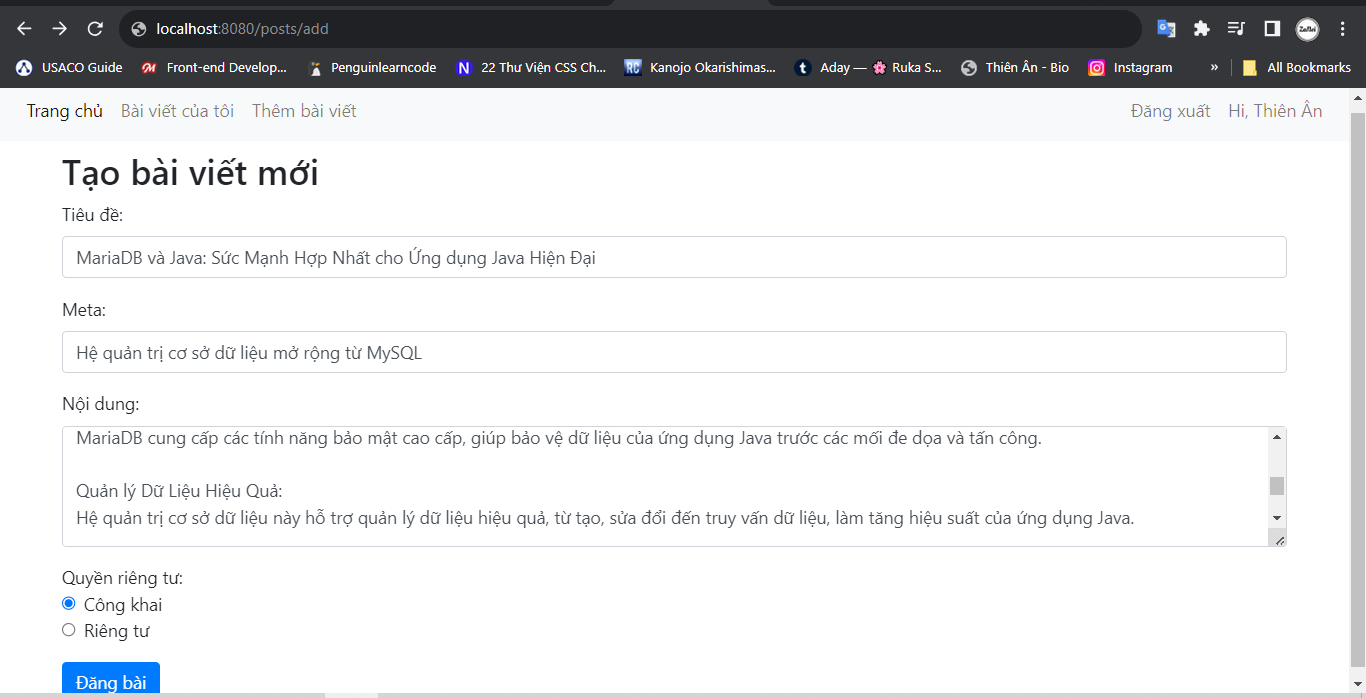 localhost:8080/posts/add
USACO Guide Front-end Develop... Penguinlearncode 22 Thư Viện CSS Ch... Kanojo Okarishimas... Aday — 🌸 Ruka S... Thiên Ân - Bio Instagram » All Bookmarks
Trang chủ Bài viết của tôi Thêm bài viết Đăng xuất Hi, Thiên Ân
Tạo bài viết mới
Tiêu đề:
MariaDB và Java: Sức Mạnh Hợp Nhất cho Ứng dụng Java Hiện Đại
Meta:
Hệ quản trị cơ sở dữ liệu mở rộng từ MySQL
Nội dung:
MariaDB cung cấp các tính năng bảo mật cao cấp, giúp bảo vệ dữ liệu của ứng dụng Java trước các mối đe dọa và tấn công.
Quản lý Dữ Liệu Hiệu Quả:
Hệ quản trị cơ sở dữ liệu này hỗ trợ quản lý dữ liệu hiệu quả, từ tạo, sửa đổi đến truy vấn dữ liệu, làm tăng hiệu suất của ứng dụng Java.
Quyền riêng tư:
Công khai
Riêng tư
Đăng bài